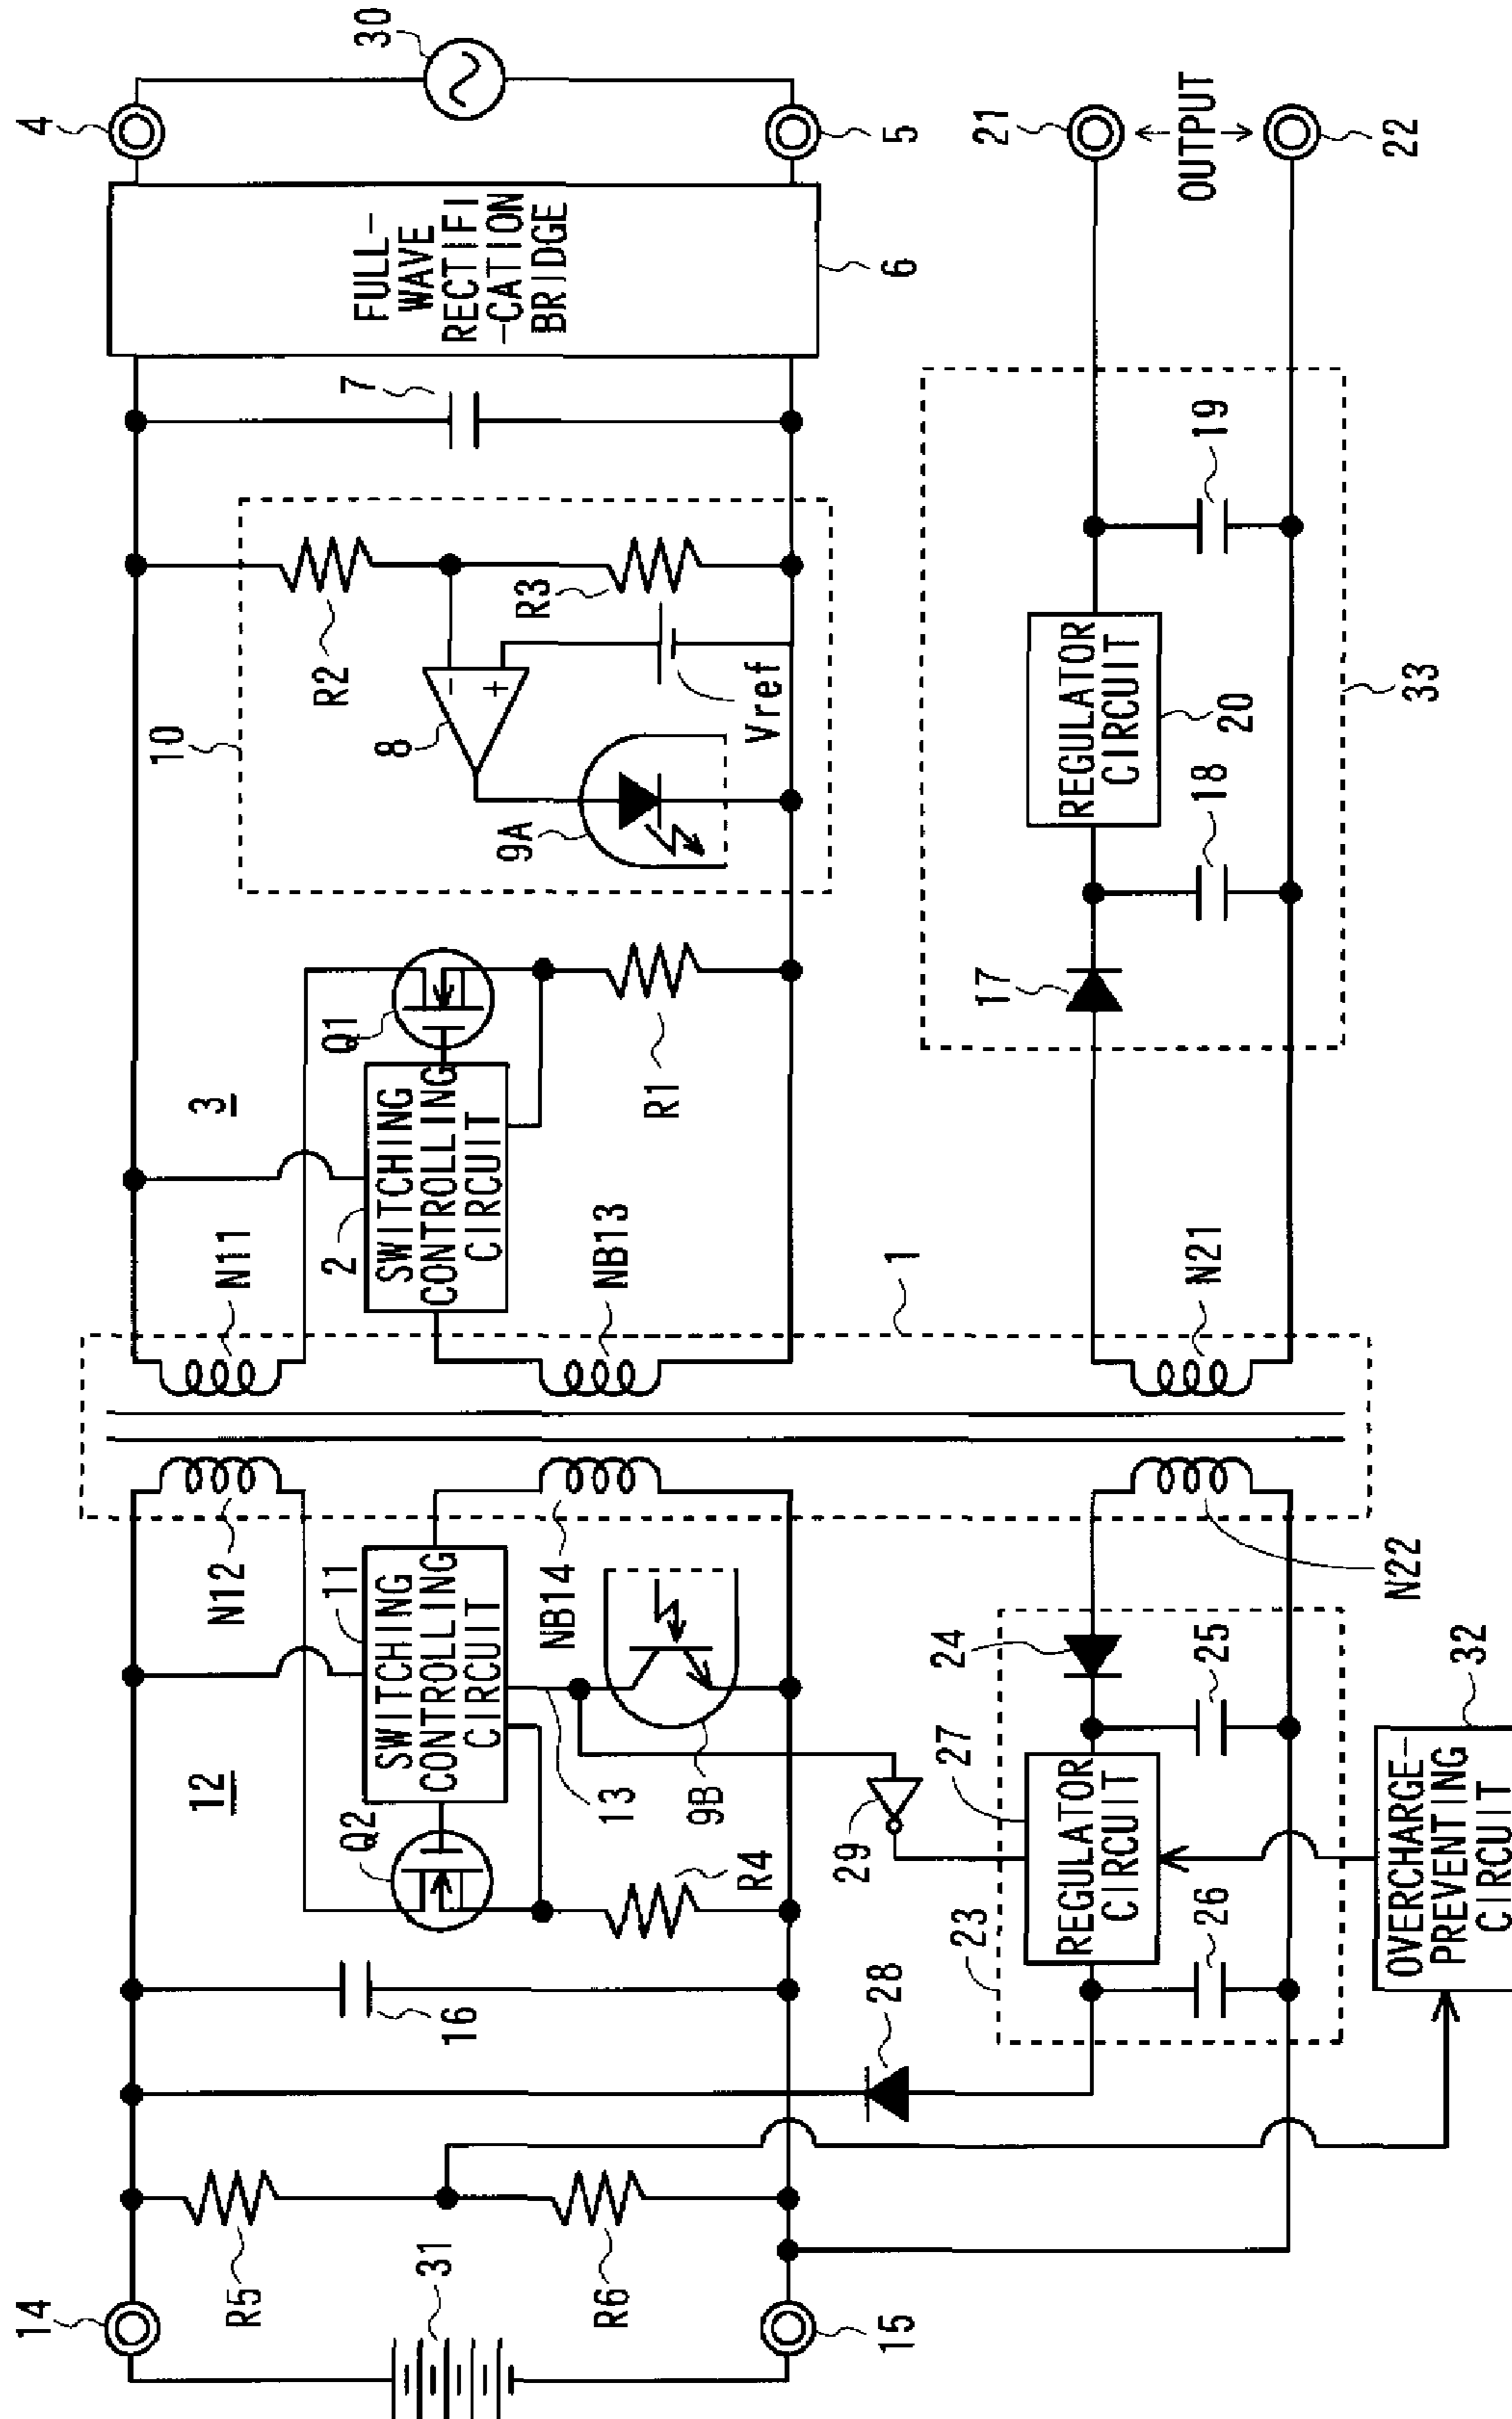 14
R5
31
R6
15
16
28
12
Q2
R4
11
SWITCHING
CONTROLLING
CIRCUIT
13
9B
29
23
26
27
REGULATOR
CIRCUIT
24
25
OVERCHARGE-
PREVENTING
CIRCUIT
32
N12
NB14
N22
N11
NB13
1
N21
3
2
SWITCHING
CONTROLLING
CIRCUIT
Q1
R1
10
R2
8
-
+
R3
Vref
9A
7
FULL-
WAVE
RECTIFI
-CATION
BRIDGE
6
4
30
5
17
18
REGULATOR
CIRCUIT
20
19
33
21
OUTPUT
22